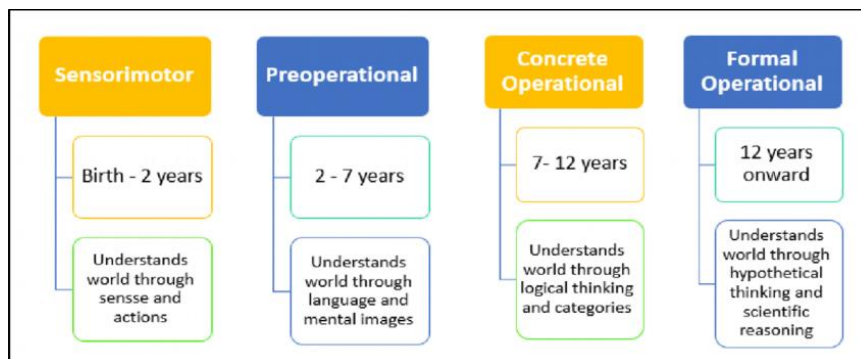 Sensorimotor
Birth - 2 years
Understands
world through
sensse and
actions
Preoperational
2 - 7 years
Understands
world through
language and
mental images
Concrete
Operational
7- 12 years
Understands
world through
logical thinking
and categories
Formal
Operational
12 years
onward
Understands
world through
hypothetical
thinking and
scientific
reasoning